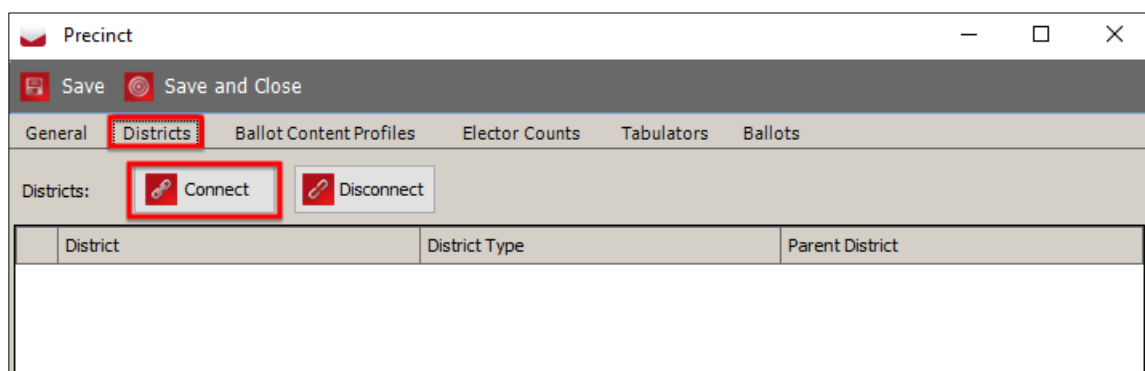 Precinct
Save Save and Close
General Districts Ballot Content Profiles Elector Counts Tabulators Ballots
Districts: Connect Disconnect
District District Type Parent District